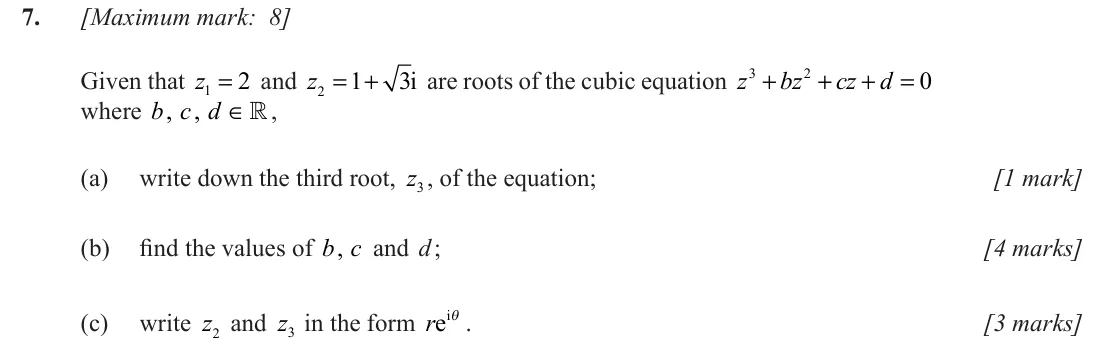 7. [Maximum mark: 8]
Given that z₁ = 2 and z₂ = 1+√3i are roots of the cubic equation z³ + bz² + cz + d = 0
where b, c, d ∈ ℝ,
(a) write down the third root, z₃, of the equation; [1 mark]
(b) find the values of b, c and d; [4 marks]
(c) write z₂ and z₃ in the form re^{iθ}. [3 marks]